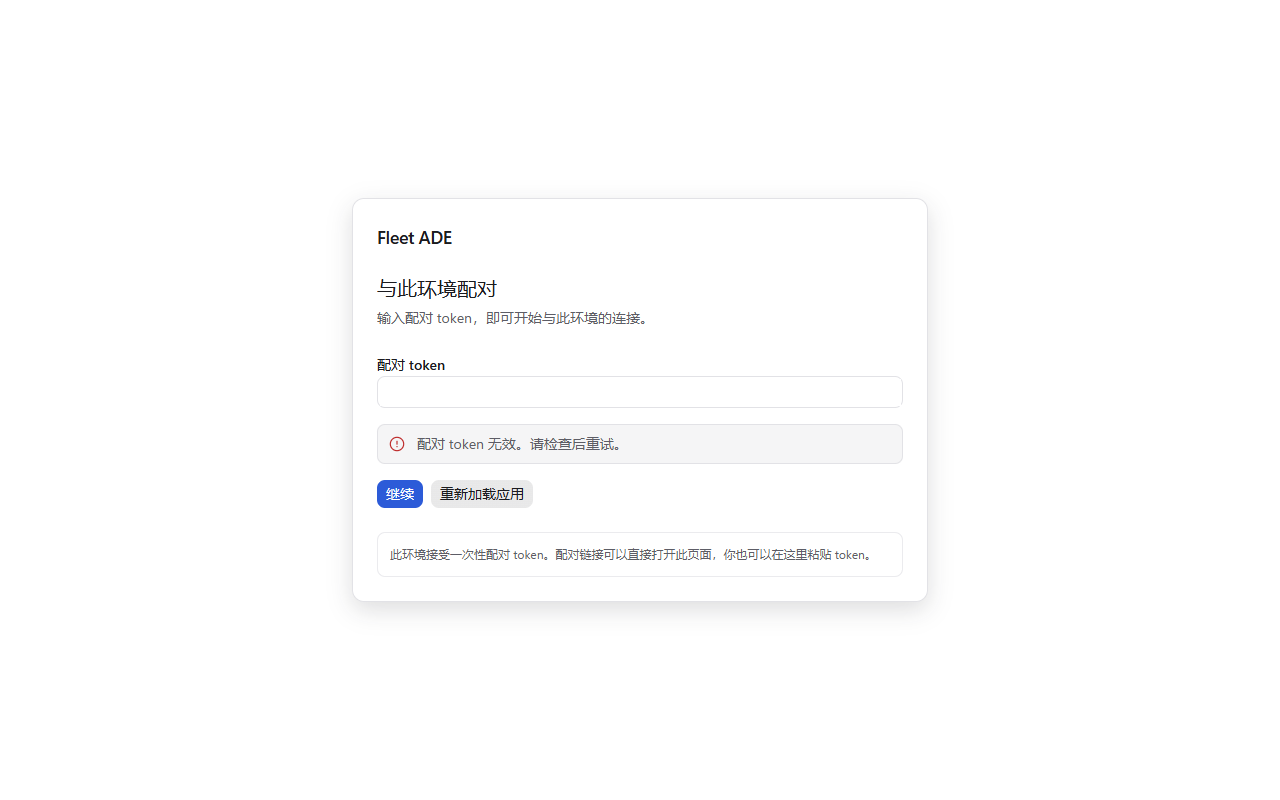 Fleet ADE
与此环境配对
输入配对 token，即可开始与此环境的连接。
配对 token
配对 token 无效。请检查后重试。
继续
重新加载应用
此环境接受一次性配对 token。配对链接可以直接打开此页面，你也可以在这里粘贴 token。